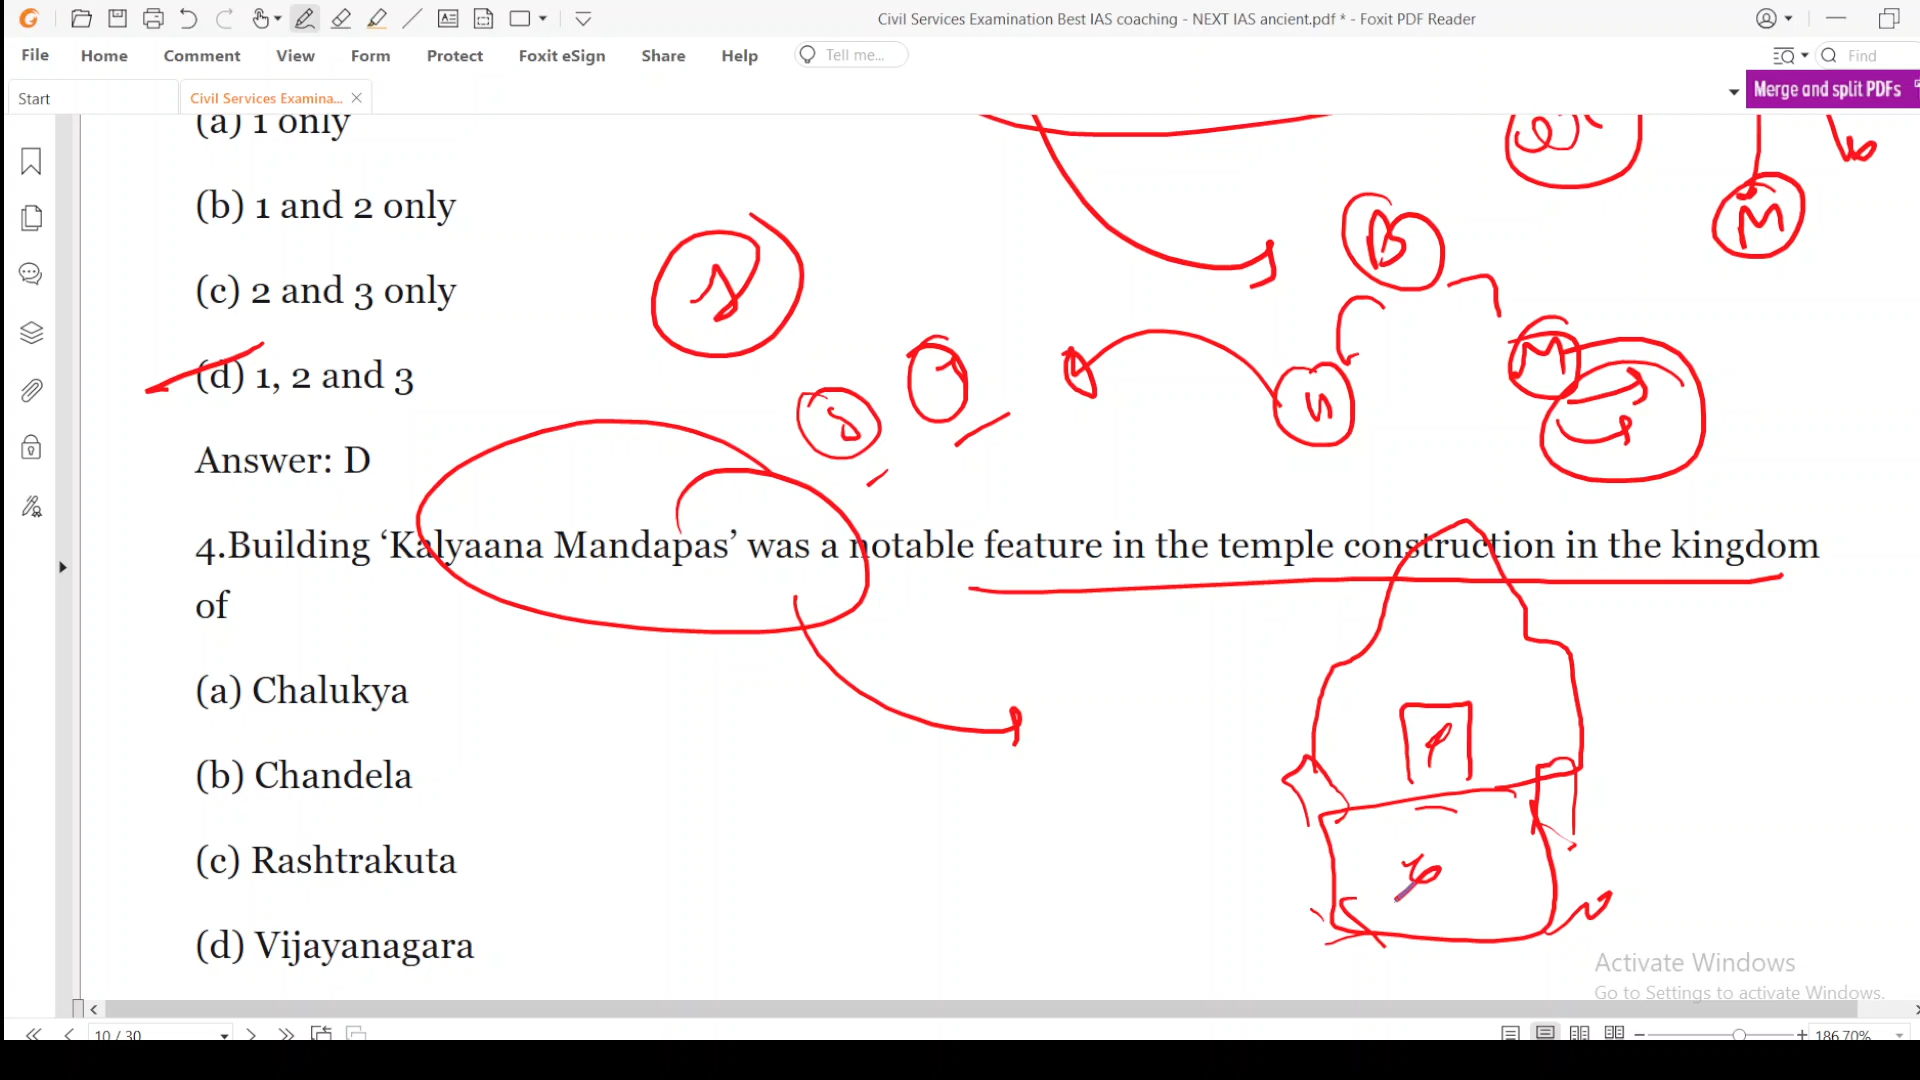 Civil Services Examination Best IAS coaching - NEXT IAS ancient.pdf * - Foxit PDF Reader
File Home Comment View Form Protect Foxit eSign Share Help Tell me... Find
Start Civil Services Examina... Merge and split PDFs
(a) 1 only
(b) 1 and 2 only
(c) 2 and 3 only
(d) 1, 2 and 3
Answer: D
4.Building ‘Kalyaana Mandapas’ was a notable feature in the temple construction in the kingdom
of
(a) Chalukya
(b) Chandela
(c) Rashtrakuta
(d) Vijayanagara
B
M
M
P
Activate Windows
Go to Settings to activate Windows.
10 / 30 186.70%